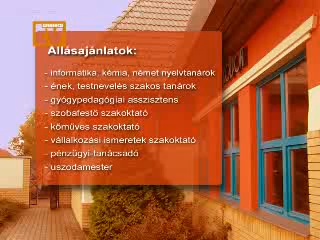 Állásajánlatok:
- informatika, kémia, német nyelvtanárok
- ének, testnevelés szakos tanárok
- gyógypedagógiai asszisztens
- szobafestő szakoktató
- kőműves szakoktató
- vállalkozási ismeretek szakoktató
- pénzügyi-tanácsadó
- uszodamester